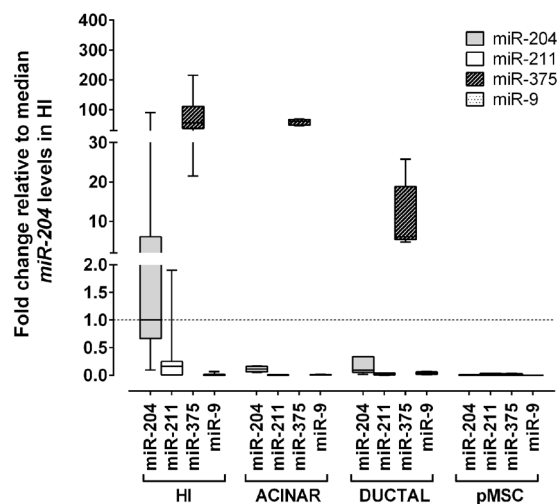 Fold change relative to median
miR-204 levels in HI
400
300
200
100
30
20
10
2.0
1.5
1.0
0.5
0.0
miR-204
miR-211
miR-375
miR-9
miR-204
miR-211
miR-375
miR-9
miR-204
miR-211
miR-375
miR-9
miR-204
miR-211
miR-375
miR-9
miR-204
miR-211
miR-375
miR-9
HI
ACINAR
DUCTAL
pMSC